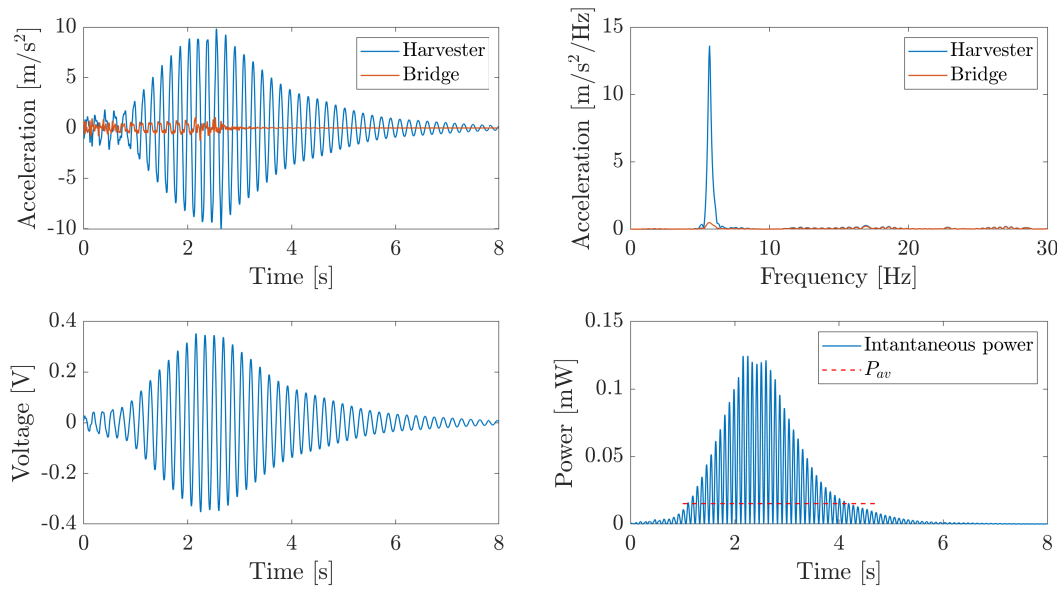 Acceleration [m/s²]
10
5
0
-5
-10
0 2 4 6 8
Time [s]
Harvester
Bridge
Acceleration [m/s²/Hz]
15
10
5
0
0 10 20 30
Frequency [Hz]
Harvester
Bridge
Voltage [V]
0.4
0.2
0
-0.2
-0.4
0 2 4 6 8
Time [s]
Power [mW]
0.15
0.1
0.05
0
0 2 4 6 8
Time [s]
Intantaneous power
P_av